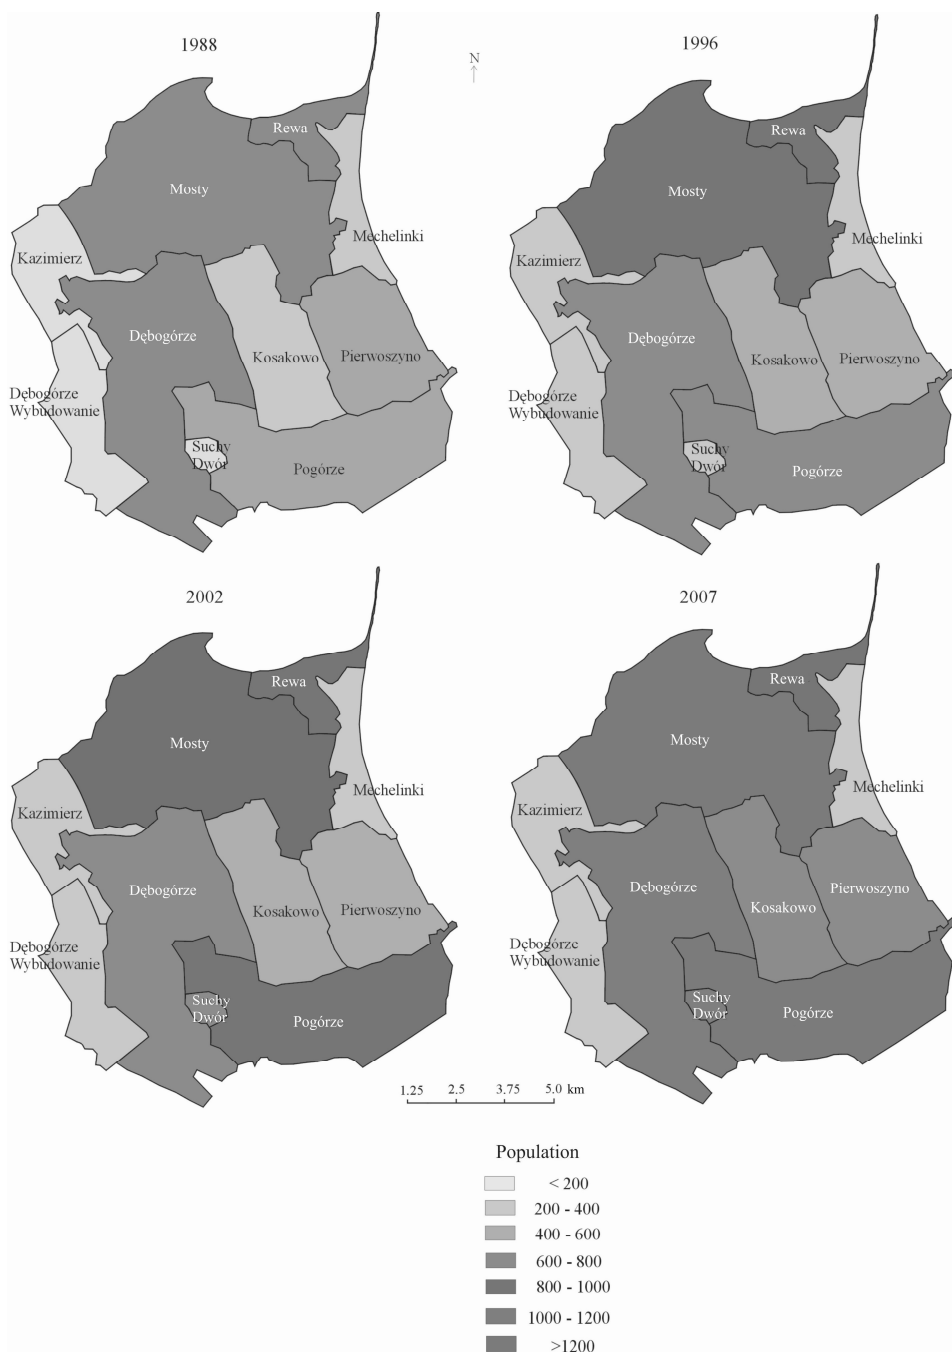 1988
N
1996
Rewa
Mosty
Mechelinki
Kazimierz
Dębogórze
Kosakowo
Pierwoszyno
Dębogórze
Wybudowanie
Suchy
Dwór
Pogórze
Rewa
Mosty
Mechelinki
Kazimierz
Dębogórze
Kosakowo
Pierwoszyno
Dębogórze
Wybudowanie
Suchy
Dwór
Pogórze
2002
2007
Rewa
Mosty
Mechelinki
Kazimierz
Dębogórze
Kosakowo
Pierwoszyno
Dębogórze
Wybudowanie
Suchy
Dwór
Pogórze
Rewa
Mosty
Mechelinki
Kazimierz
Dębogórze
Pierwoszyno
Kosakowo
Dębogórze
Wybudowanie
Suchy
Dwór
Pogórze
1.25 2.5 3.75 5.0 km
Population
< 200
200 - 400
400 - 600
600 - 800
800 - 1000
1000 - 1200
>1200